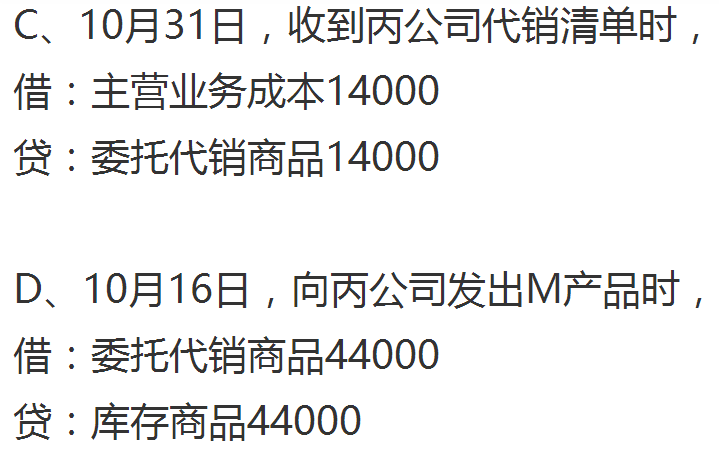 C、10月31日，收到丙公司代销清单时，
借：主营业务成本14000
贷：委托代销商品14000
D、10月16日，向丙公司发出M产品时，
借：委托代销商品44000
贷：库存商品44000